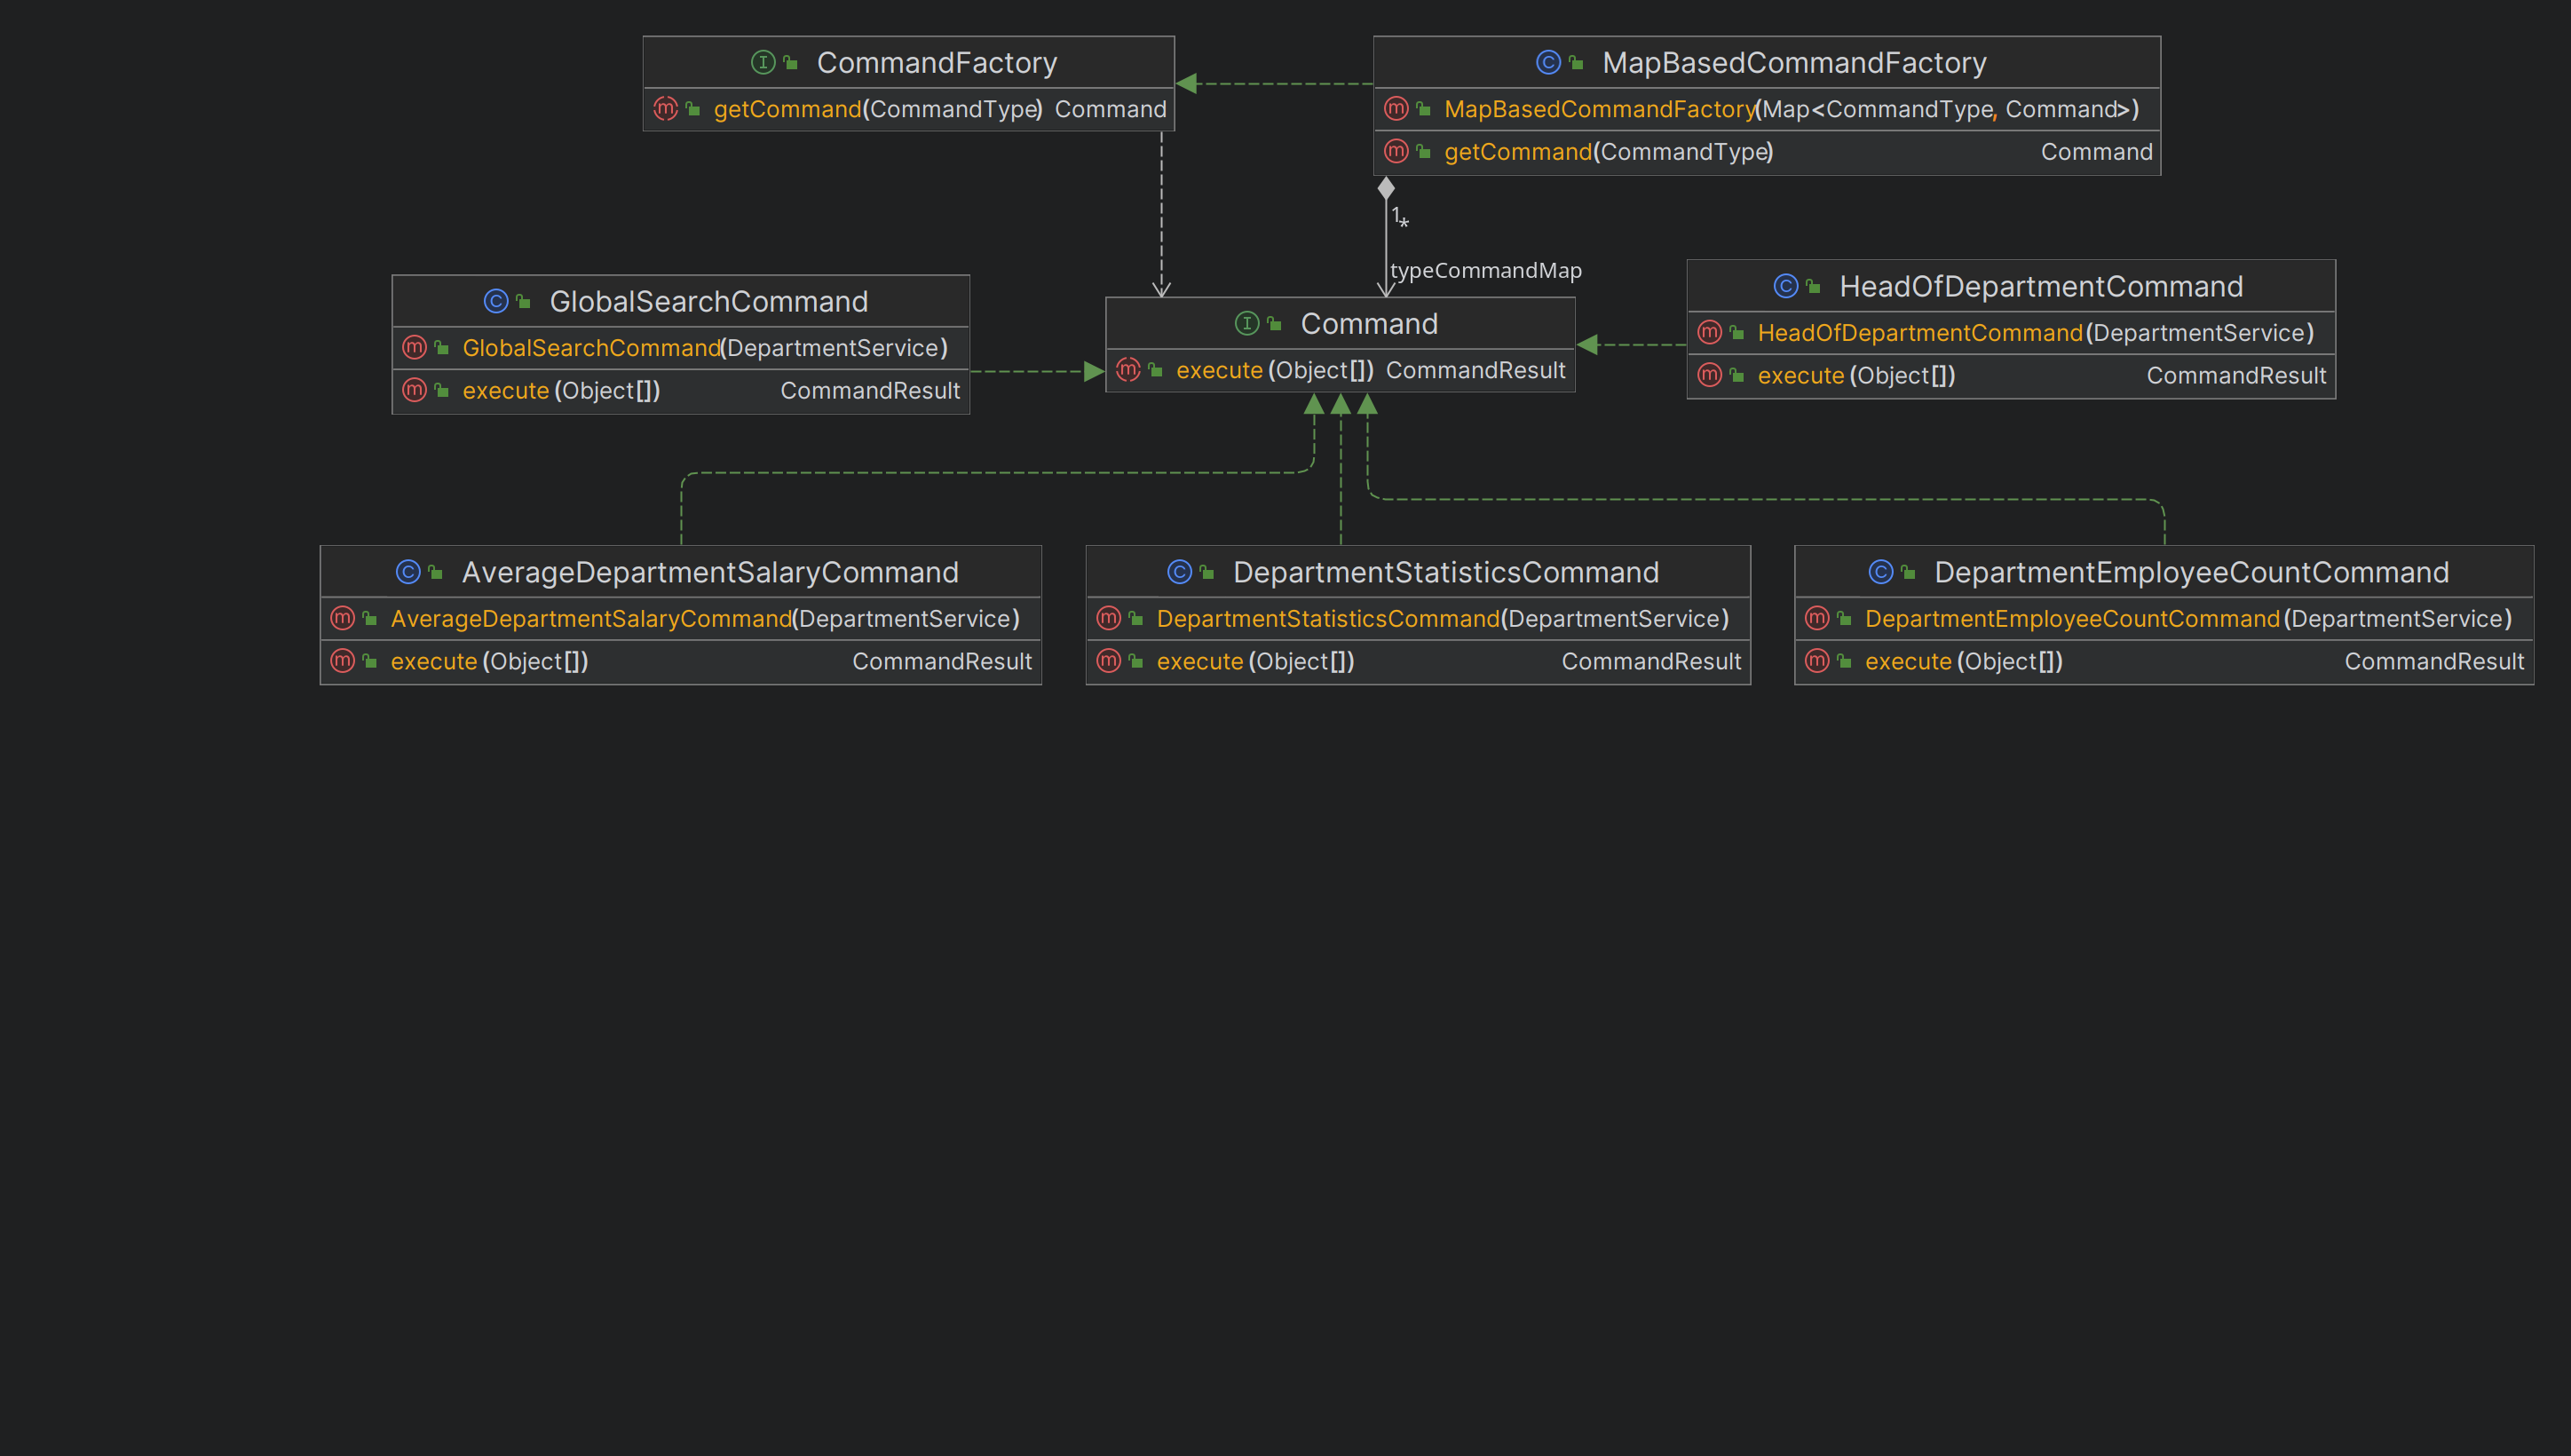 CommandFactory
getCommand(CommandType) Command
MapBasedCommandFactory
MapBasedCommandFactory(Map<CommandType, Command>)
getCommand(CommandType) Command
1
*
typeCommandMap
GlobalSearchCommand
GlobalSearchCommand(DepartmentService)
execute(Object[]) CommandResult
Command
execute(Object[]) CommandResult
HeadOfDepartmentCommand
HeadOfDepartmentCommand(DepartmentService)
execute(Object[]) CommandResult
AverageDepartmentSalaryCommand
AverageDepartmentSalaryCommand(DepartmentService)
execute(Object[]) CommandResult
DepartmentStatisticsCommand
DepartmentStatisticsCommand(DepartmentService)
execute(Object[]) CommandResult
DepartmentEmployeeCountCommand
DepartmentEmployeeCountCommand(DepartmentService)
execute(Object[]) CommandResult